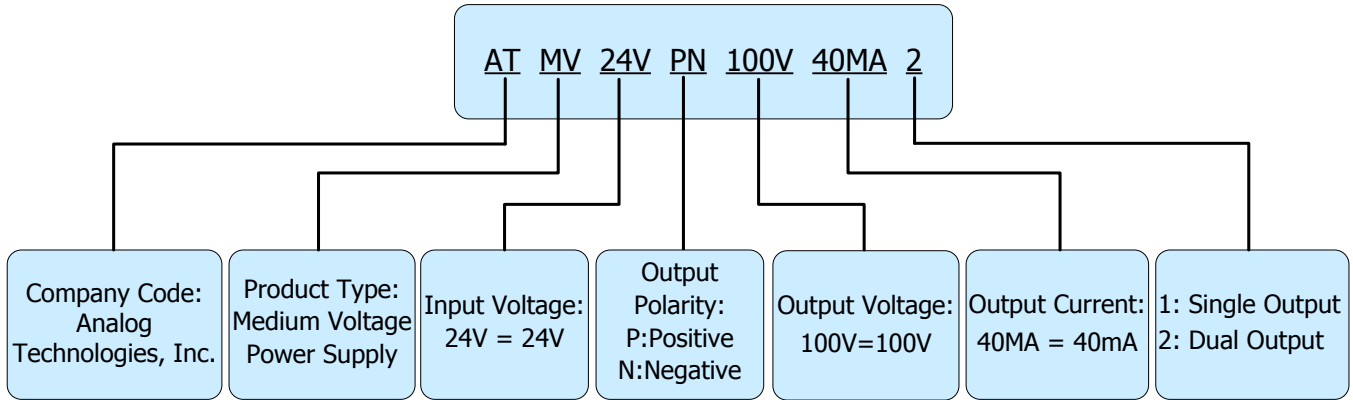 AT MV 24V PN 100V 40MA 2
Company Code:
Analog
Technologies, Inc.
Product Type:
Medium Voltage
Power Supply
Input Voltage:
24V = 24V
Output
Polarity:
P:Positive
N:Negative
Output Voltage:
100V=100V
Output Current:
40MA = 40mA
1: Single Output
2: Dual Output